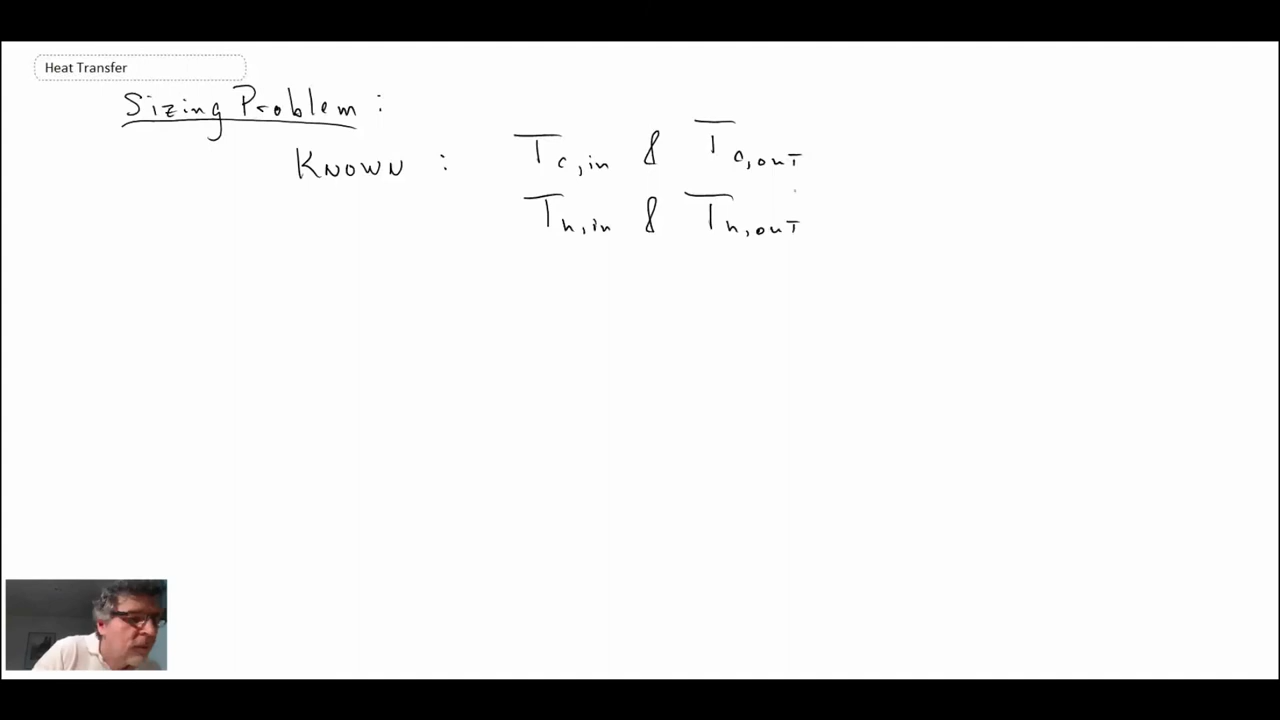 Heat Transfer
Sizing Problem :
KNOWN : Tc,in & Tc,out
Th,in & Th,out